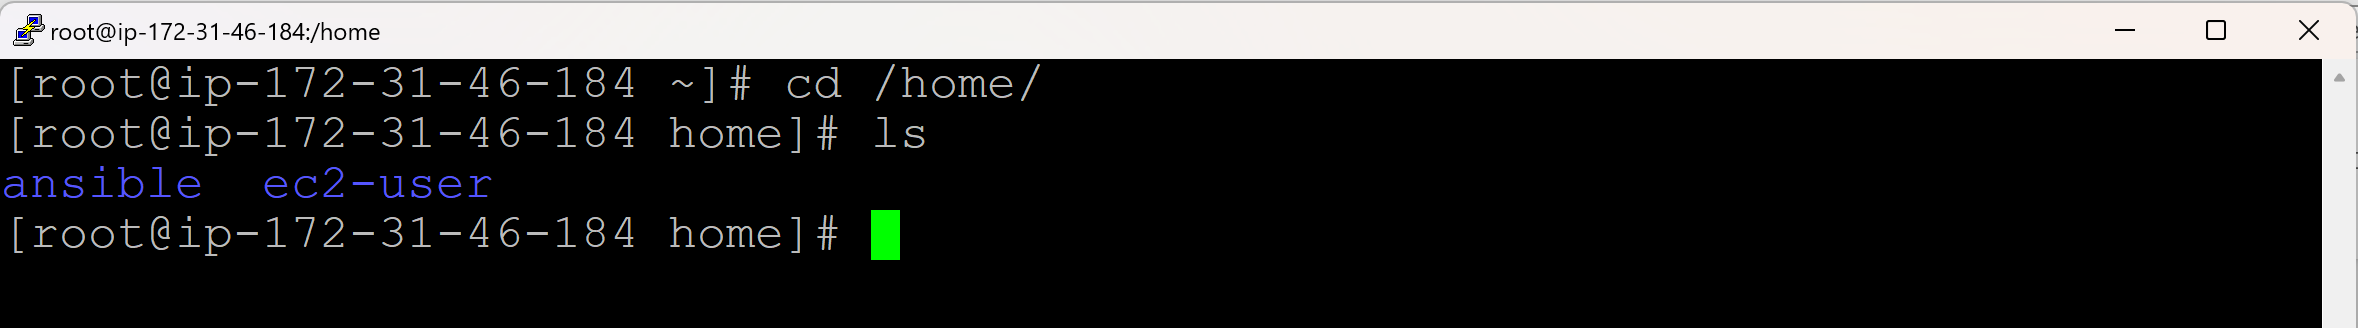 root@ip-172-31-46-184:/home
[root@ip-172-31-46-184 ~]# cd /home/
[root@ip-172-31-46-184 home]# ls
ansible  ec2-user
[root@ip-172-31-46-184 home]#